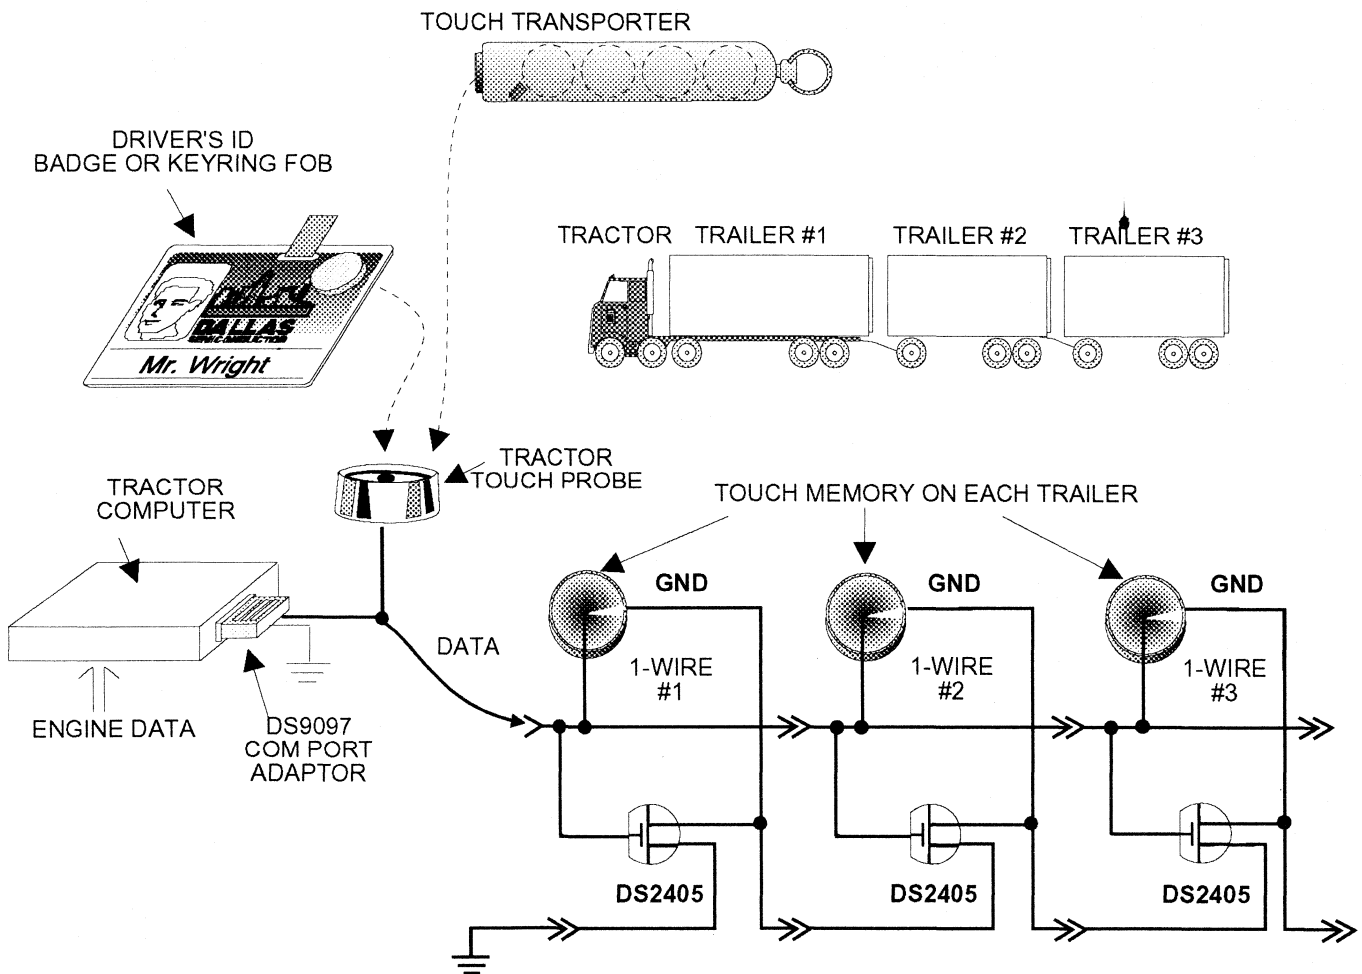 TOUCH TRANSPORTER
DRIVER'S ID
BADGE OR KEYRING FOB
DALLAS
SEMICONDUCTOR
Mr. Wright
TRACTOR
TRAILER #1
TRAILER #2
TRAILER #3
TRACTOR
TOUCH PROBE
TRACTOR
COMPUTER
TOUCH MEMORY ON EACH TRAILER
GND
GND
GND
DATA
1-WIRE
#1
1-WIRE
#2
1-WIRE
#3
ENGINE DATA
DS9097
COM PORT
ADAPTOR
DS2405
DS2405
DS2405